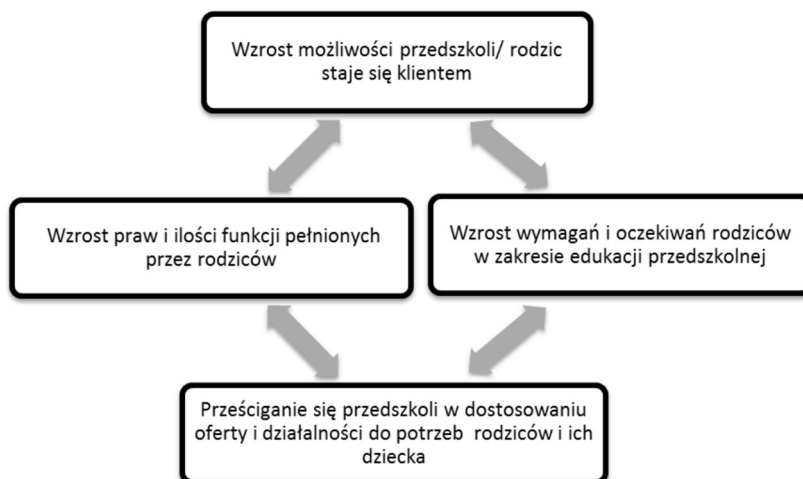 Wzrost możliwości przedszkoli/ rodzic
staje się klientem
Wzrost praw i ilości funkcji pełnionych
przez rodziców
Wzrost wymagań i oczekiwań rodziców
w zakresie edukacji przedszkolnej
Prześciganie się przedszkoli w dostosowaniu
oferty i działalności do potrzeb rodziców i ich
dziecka